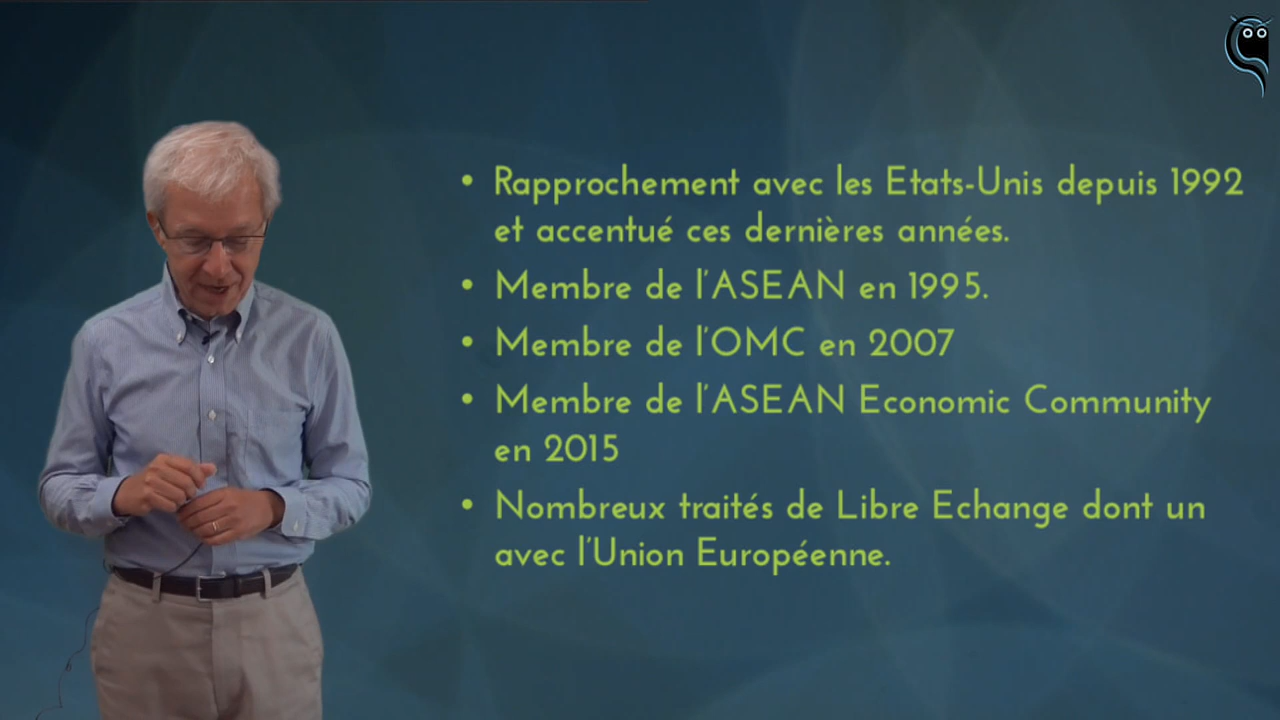 • Rapprochement avec les Etats-Unis depuis 1992
et accentué ces dernières années.
• Membre de l'ASEAN en 1995.
• Membre de l'OMC en 2007
• Membre de l'ASEAN Economic Community
en 2015
• Nombreux traités de Libre Echange dont un
avec l'Union Européenne.